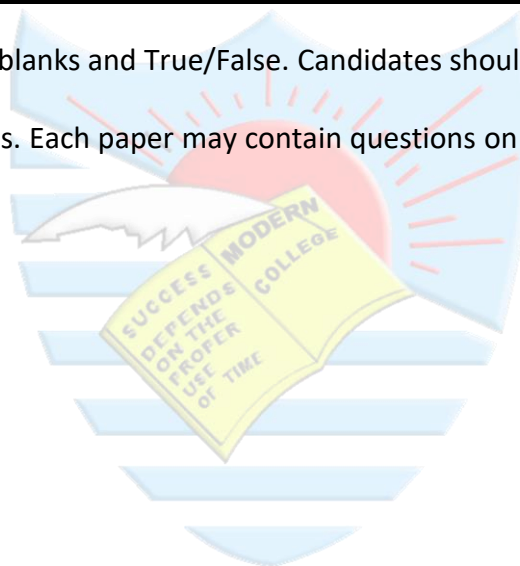 blanks and True/False. Candidates shoul
s. Each paper may contain questions on
SUCCESS
DEPENDS
ON THE
PROPER
USE
OF TIME
MODERN
COLLEGE